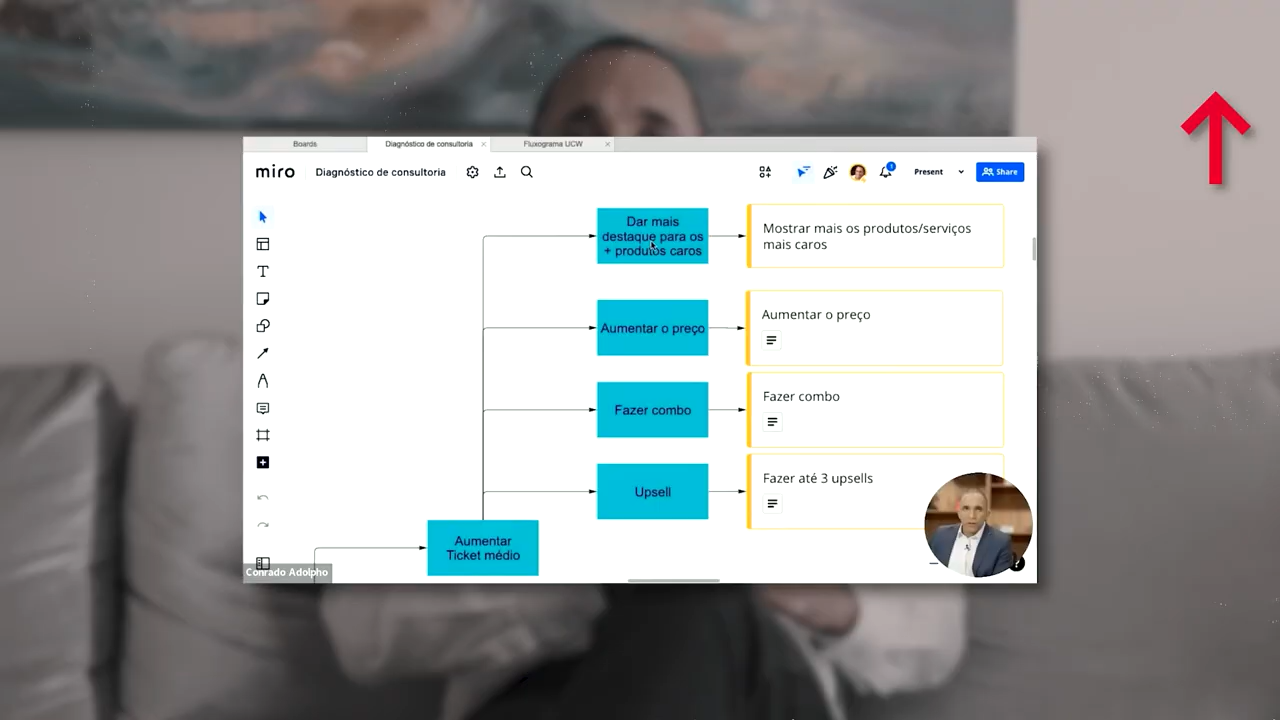 Boards
Diagnóstico de consultoria
Fluxograma UCW
miro
Diagnóstico de consultoria
Present
Share
Dar mais
destaque para os
+ produtos caros
Mostrar mais os produtos/serviços
mais caros
Aumentar o preço
Aumentar o preço
Fazer combo
Fazer combo
Upsell
Fazer até 3 upsells
Aumentar
Ticket médio
Conrado Adolpho